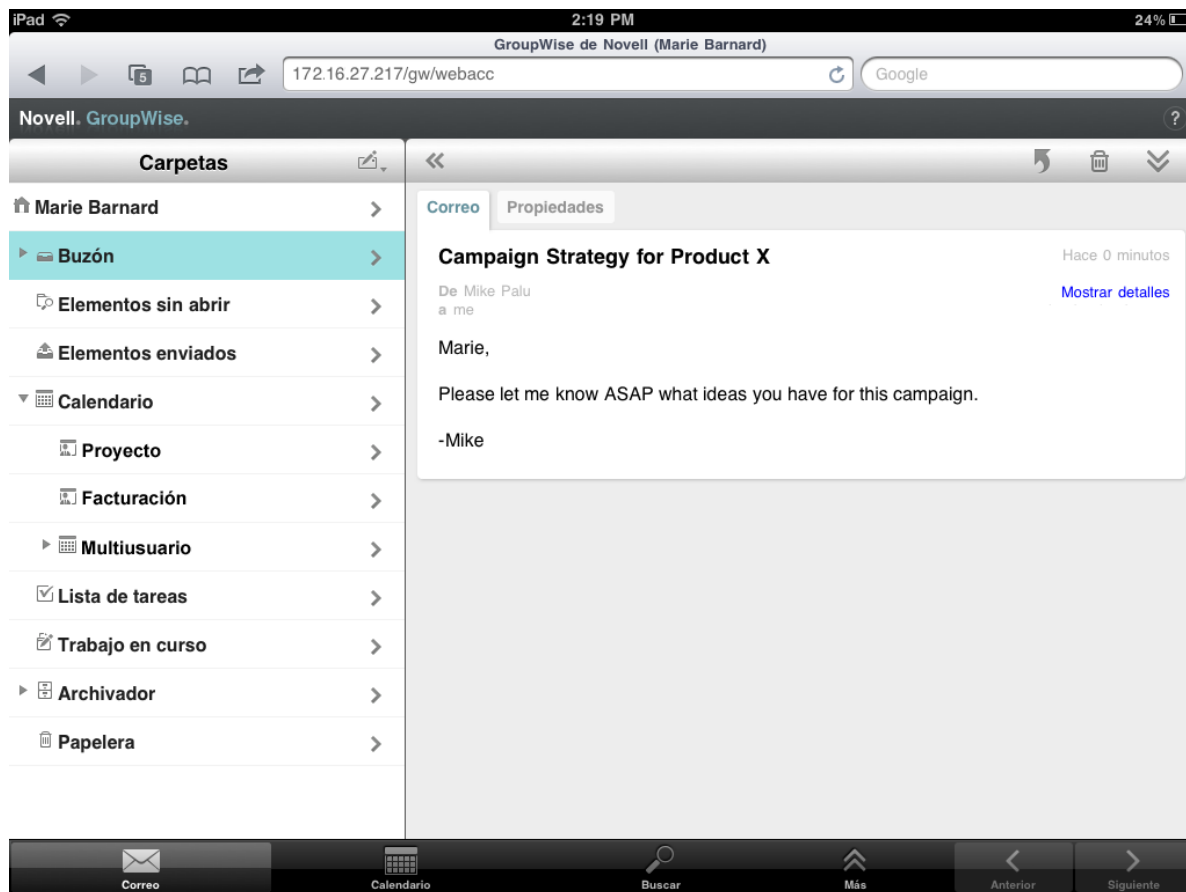 iPad 2:19 PM 24%
GroupWise de Novell (Marie Barnard)
5 172.16.27.217/gw/webacc Google
Novell. GroupWise. ?
Carpetas
Marie Barnard
Buzón
Elementos sin abrir
Elementos enviados
Calendario
Proyecto
Facturación
Multiusuario
Lista de tareas
Trabajo en curso
Archivador
Papelera
Correo Propiedades
Campaign Strategy for Product X Hace 0 minutos
De Mike Palu Mostrar detalles
a me
Marie,
Please let me know ASAP what ideas you have for this campaign.
-Mike
Correo Calendario Buscar Más Anterior Siguiente